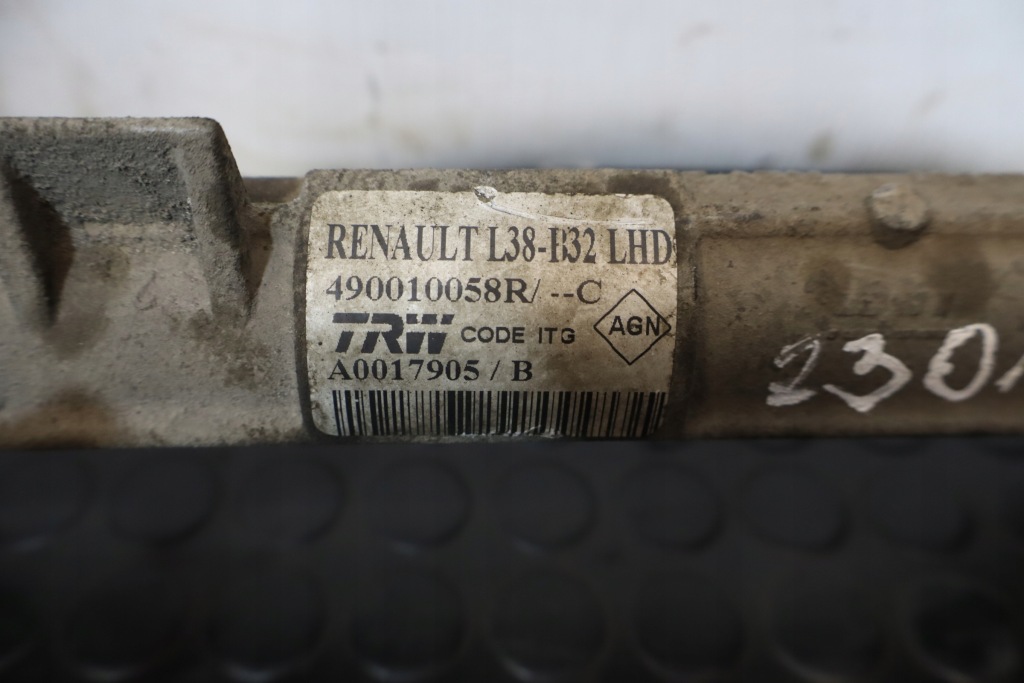 RENAULT L38-B32 LHD
490010058R/ --C
TRW CODE ITG AGN
A0017905 / B
230